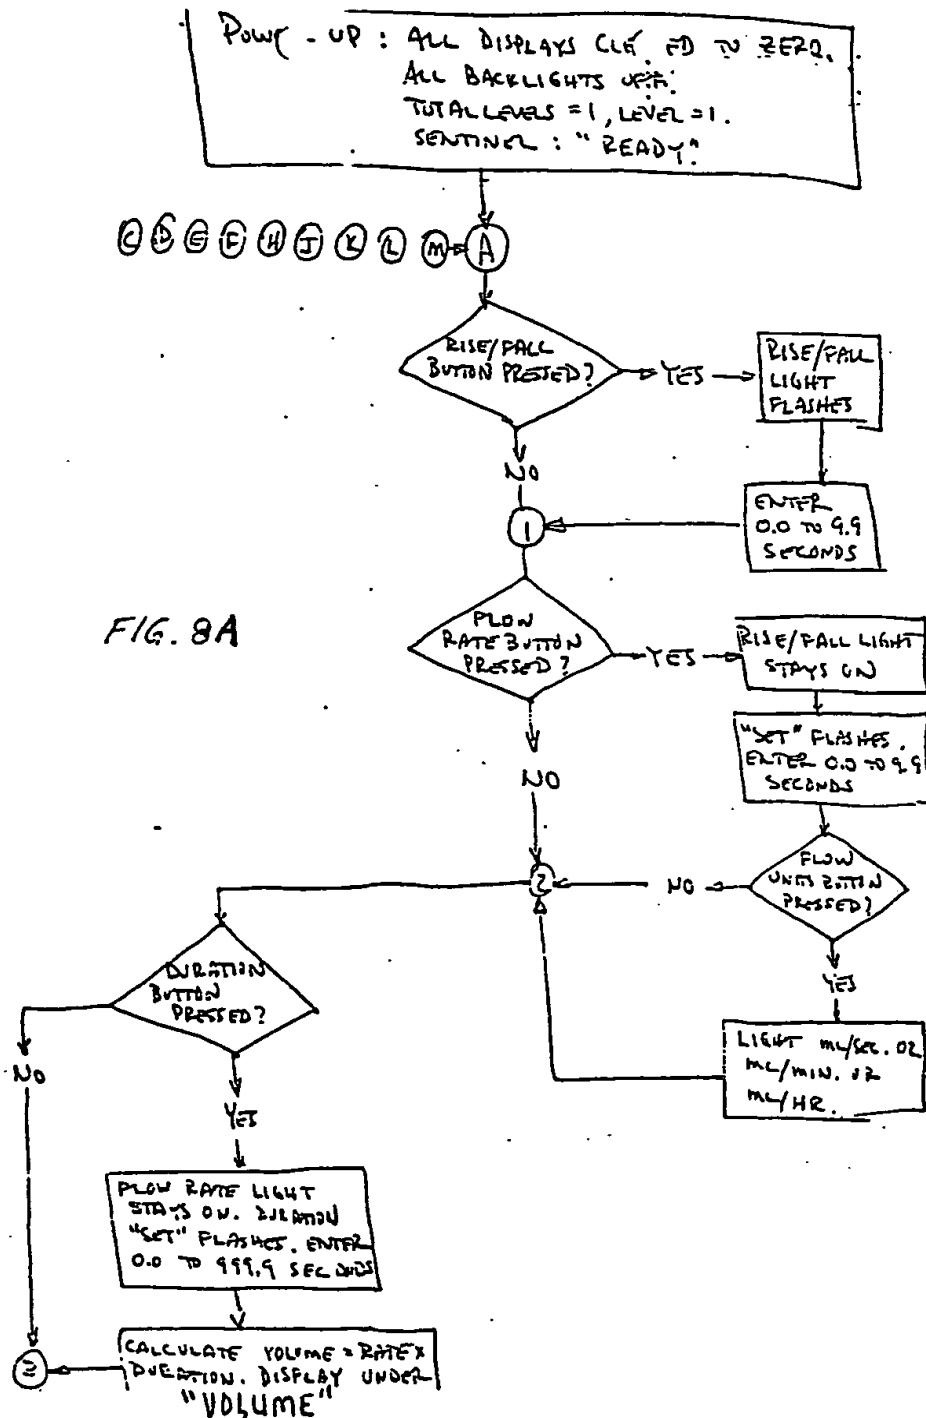 POWE - UP : ALL DISPLAYS CLE ED TO ZERO.
ALL BACKLIGHTS OFF.
TOTAL LEVELS = 1, LEVEL = 1.
SENTINEL : "READY."
C D E F H J K L M A
RISE/FALL
BUTTON PRESSED?
YES
RISE/FALL
LIGHT
FLASHES
NO
1
ENTER
0.0 TO 9.9
SECONDS
FIG. 8A
FLOW
RATE BUTTON
PRESSED?
YES
RISE/FALL LIGHT
STAYS ON
"SET" FLASHES.
ENTER 0.0 TO 9.9
SECONDS
NO
2
NO
FLOW
UNITS BUTTON
PRESSED?
YES
LIGHT ML/SEC. OR
ML/MIN. OR
ML/HR.
DURATION
BUTTON
PRESSED?
NO
YES
FLOW RATE LIGHT
STAYS ON. DURATION
"SET" FLASHES. ENTER
0.0 TO 999.9 SECONDS
CALCULATE VOLUME = RATE X
DURATION. DISPLAY UNDER
"VOLUME"